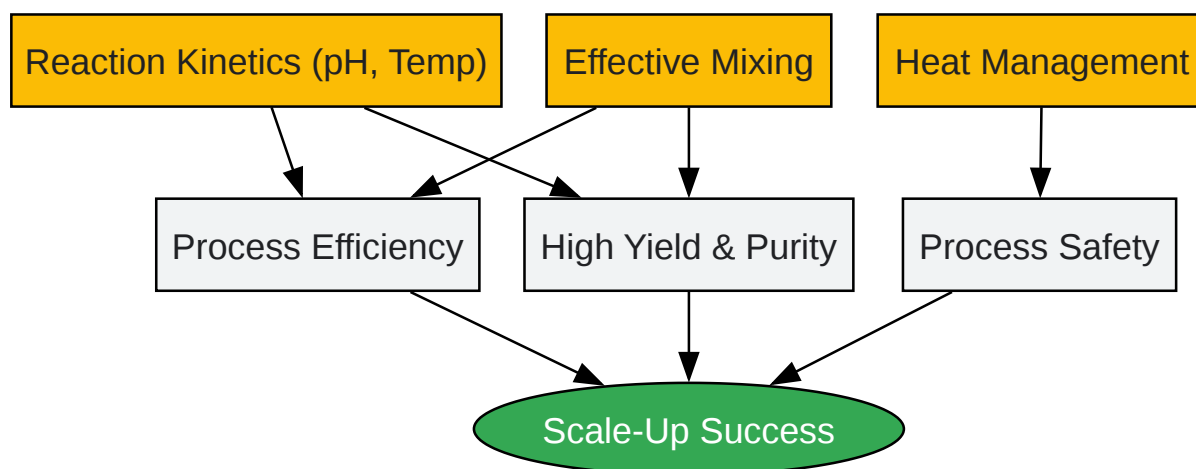 Reaction Kinetics (pH, Temp)
Effective Mixing
Heat Management
Process Efficiency
High Yield & Purity
Process Safety
Scale-Up Success